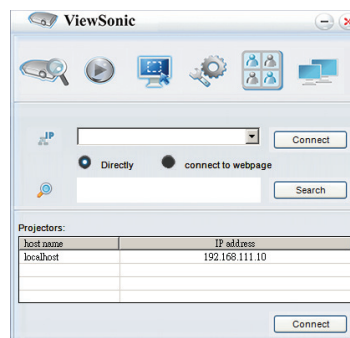 ViewSonic
IP
Connect
Directly connect to webpage
Search
Projectors:
host name IP address
localhost 192.168.111.10
Connect